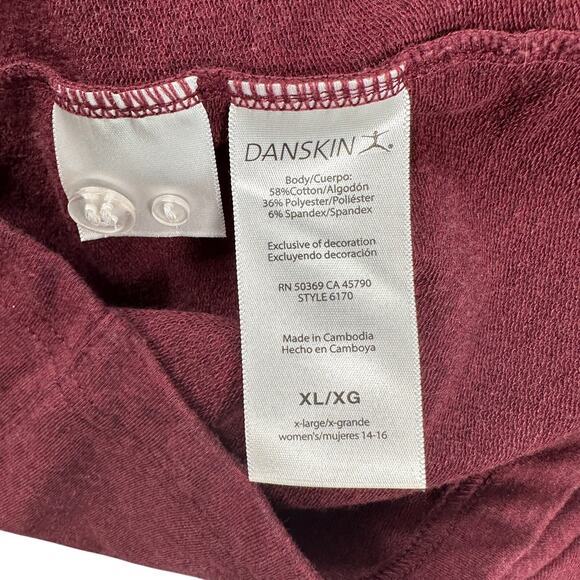 DANSKIN
Body/Cuerpo:
58%Cotton/Algodón
36% Polyester/Poliéster
6% Spandex/Spandex
Exclusive of decoration
Excluyendo decoración
RN 50369 CA 45790
STYLE 6170
Made in Cambodia
Hecho en Camboya
XL/XG
x-large/x-grande
women's/mujeres 14-16